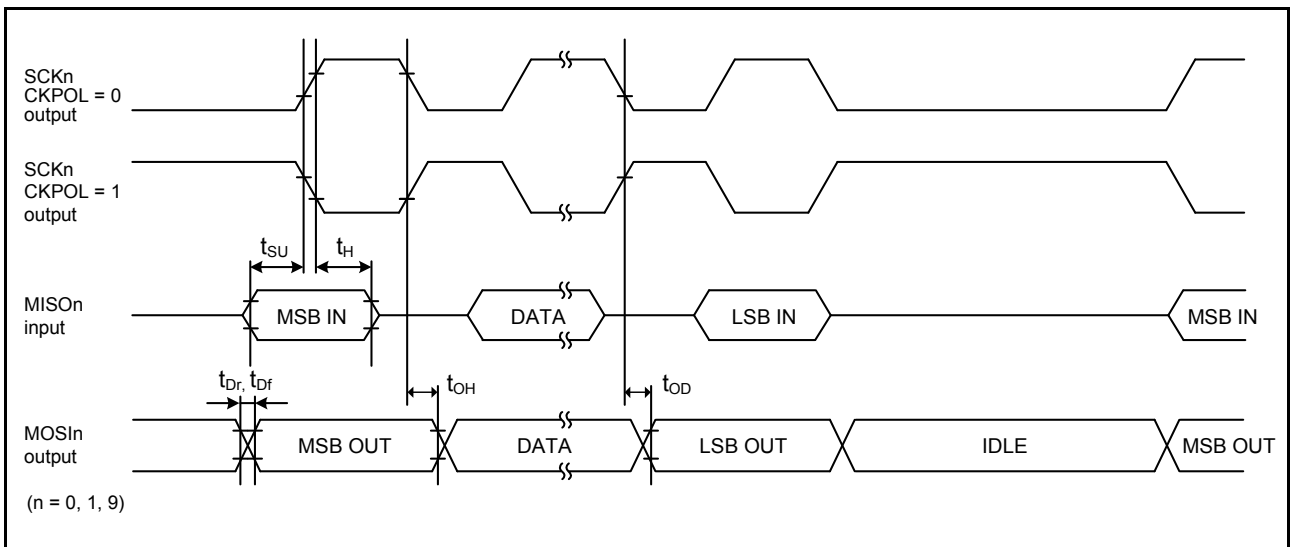 SCKn
CKPOL = 0
output
SCKn
CKPOL = 1
output
tSU
tH
MISOn
input
MSB IN
DATA
LSB IN
MSB IN
tDr, tDf
tOH
tOD
MOSIn
output
MSB OUT
DATA
LSB OUT
IDLE
MSB OUT
(n = 0, 1, 9)